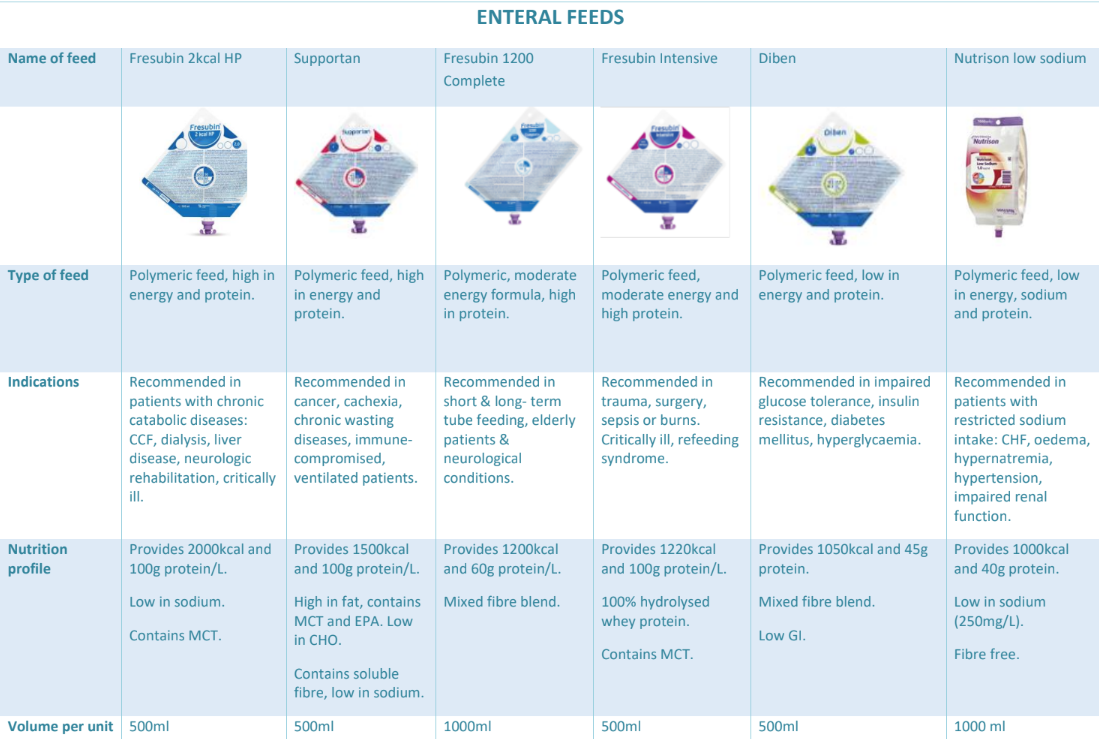 ENTERAL FEEDS
Name of feed
Fresubin 2kcal HP
Supportan
Fresubin 1200
Complete
Fresubin Intensive
Diben
Nutrison low sodium
Fresubin
2 kcal HP
Supportan
Fresubin
Fresubin
Diben
Nutrison
Type of feed
Polymeric feed, high in
energy and protein.
Polymeric feed, high
in energy and
protein.
Polymeric, moderate
energy formula, high
in protein.
Polymeric feed,
moderate energy and
high protein.
Polymeric feed, low in
energy and protein.
Polymeric feed, low
in energy, sodium
and protein.
Indications
Recommended in
patients with chronic
catabolic diseases:
CCF, dialysis, liver
disease, neurologic
rehabilitation, critically
ill.
Recommended in
cancer, cachexia,
chronic wasting
diseases, immune-
compromised,
ventilated patients.
Recommended in
short & long- term
tube feeding, elderly
patients &
neurological
conditions.
Recommended in
trauma, surgery,
sepsis or burns.
Critically ill, refeeding
syndrome.
Recommended in impaired
glucose tolerance, insulin
resistance, diabetes
mellitus, hyperglycaemia.
Recommended in
patients with
restricted sodium
intake: CHF, oedema,
hypernatremia,
hypertension,
impaired renal
function.
Nutrition
profile
Provides 2000kcal and
100g protein/L.
Low in sodium.
Contains MCT.
Provides 1500kcal
and 100g protein/L.
High in fat, contains
MCT and EPA. Low
in CHO.
Contains soluble
fibre, low in sodium.
Provides 1200kcal
and 60g protein/L.
Mixed fibre blend.
Provides 1220kcal
and 100g protein/L.
100% hydrolysed
whey protein.
Contains MCT.
Provides 1050kcal and 45g
protein.
Mixed fibre blend.
Low GI.
Provides 1000kcal
and 40g protein.
Low in sodium
(250mg/L).
Fibre free.
Volume per unit
500ml
500ml
1000ml
500ml
500ml
1000 ml